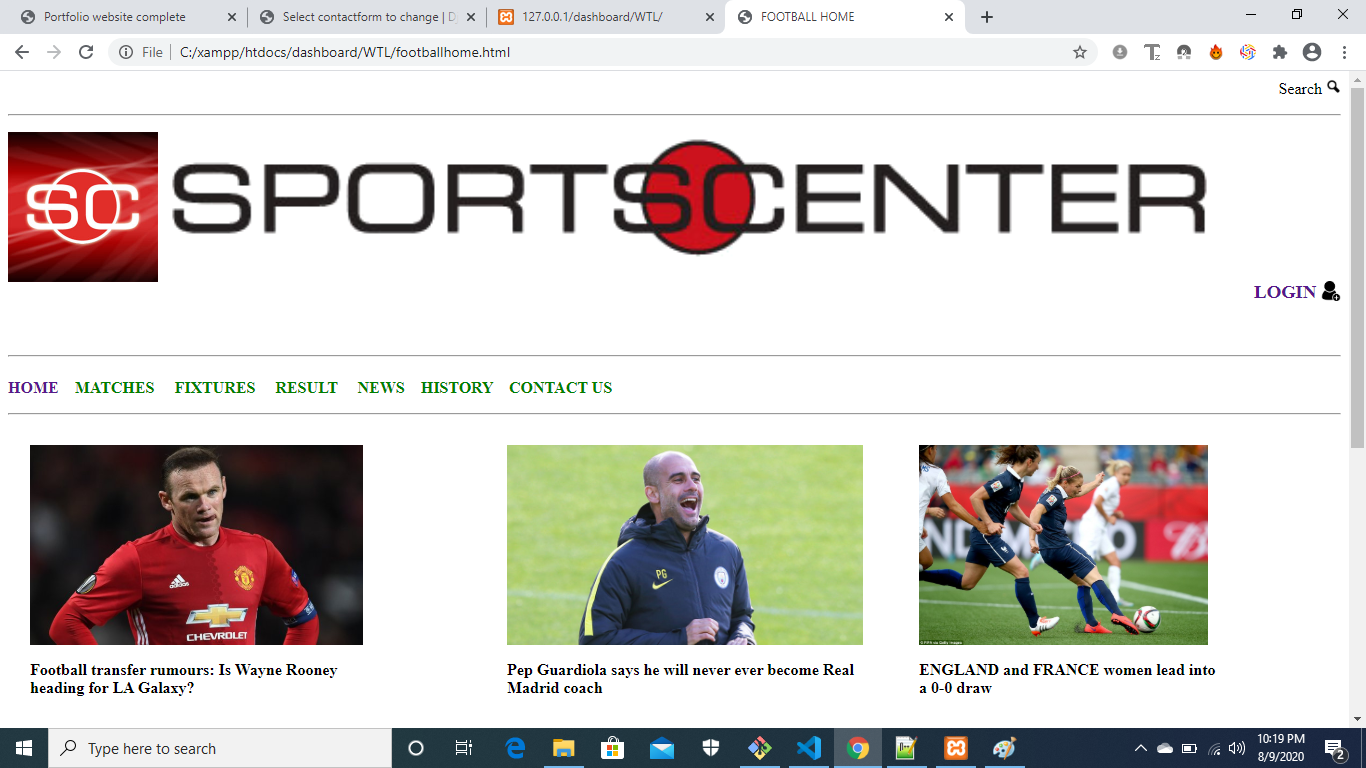 Portfolio website complete
Select contactform to change | Dj
127.0.0.1/dashboard/WTL/
FOOTBALL HOME
File | C:/xampp/htdocs/dashboard/WTL/footballhome.html
Search
SC SPORTSCENTER
LOGIN
HOME MATCHES FIXTURES RESULT NEWS HISTORY CONTACT US
adidas
CHEVROLET
PG
Football transfer rumours: Is Wayne Rooney
heading for LA Galaxy?
Pep Guardiola says he will never ever become Real
Madrid coach
ENGLAND and FRANCE women lead into
a 0-0 draw
Type here to search
10:19 PM
8/9/2020
2